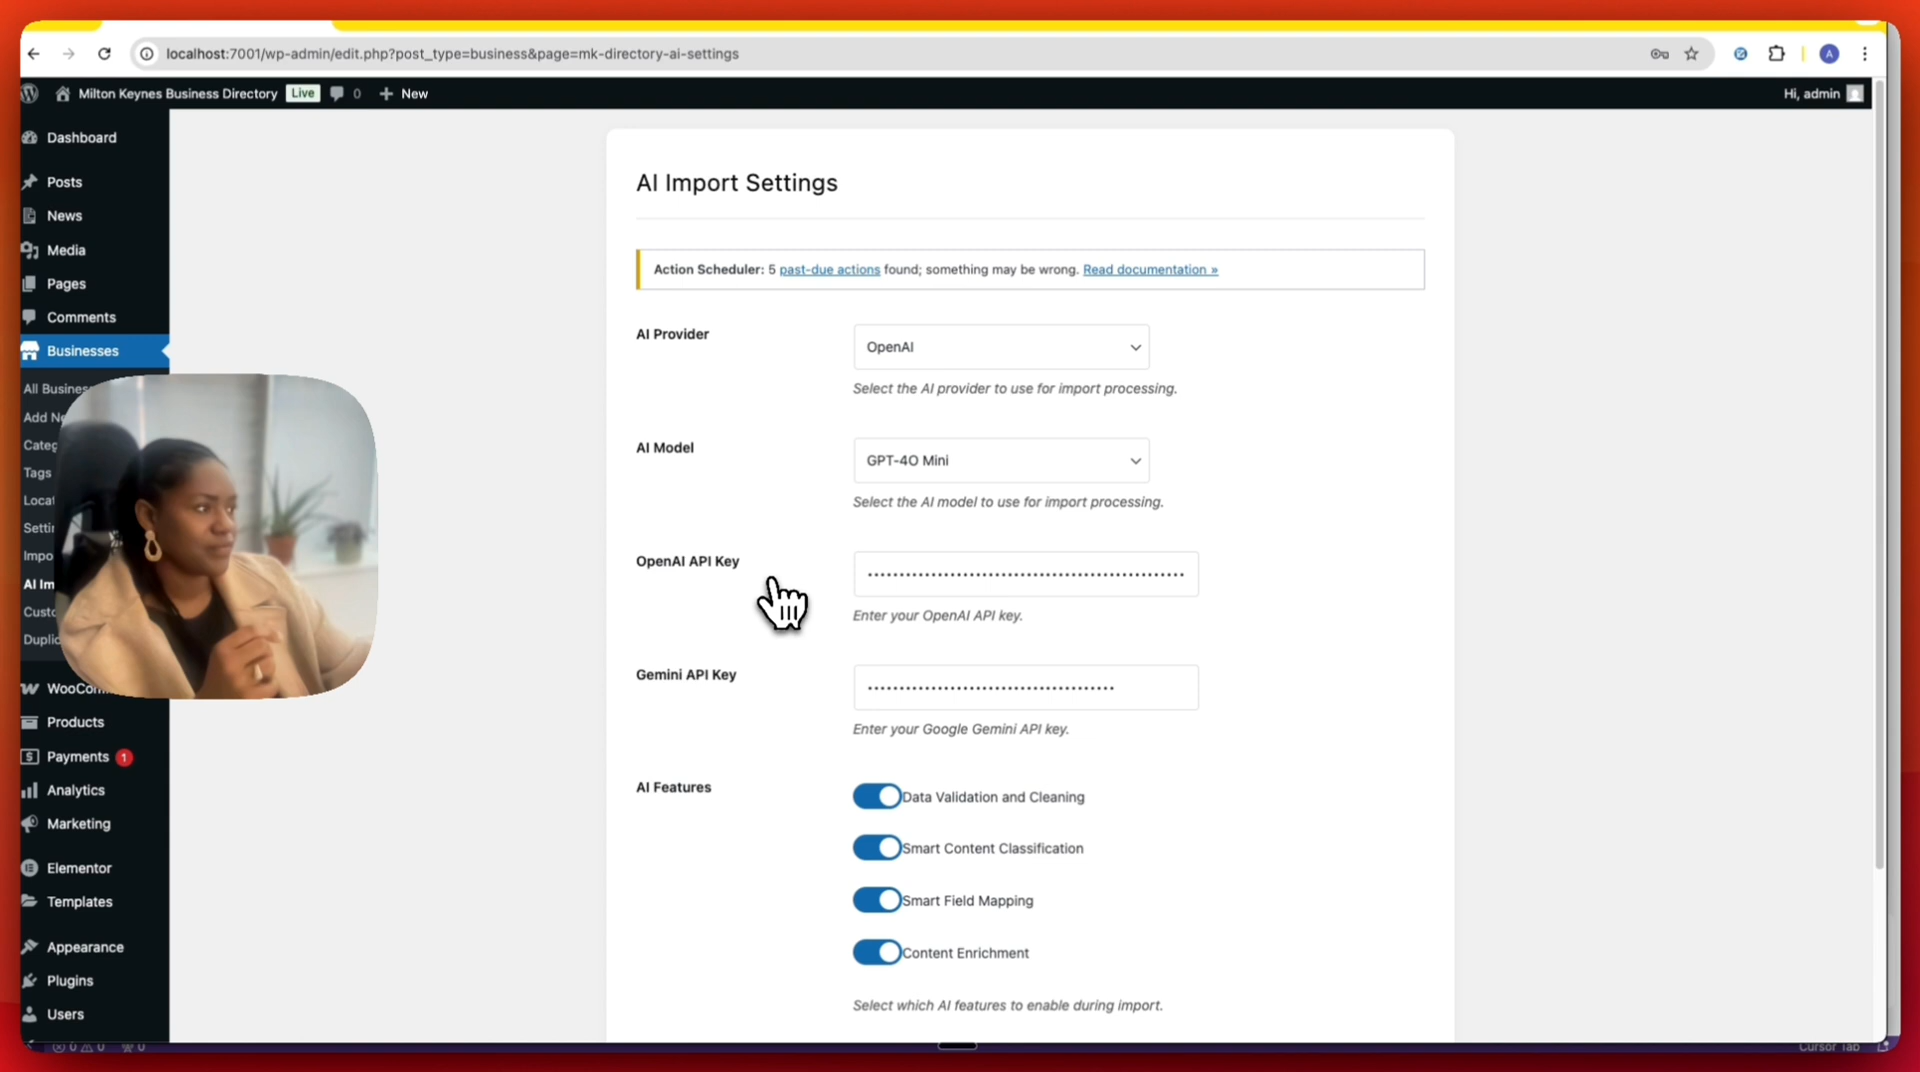 localhost:7001/wp-admin/edit.php?post_type=business&page=mk-directory-ai-settings
A
Milton Keynes Business Directory Live 0 New
Hi, admin
Dashboard
Posts
News
Media
Pages
Comments
Businesses
All Busines
Add Ne
Categ
Tags
Locat
Settin
Impo
AI Im
Custo
Duplic
WooCom
Products
Payments 1
Analytics
Marketing
Elementor
Templates
Appearance
Plugins
Users
AI Import Settings
Action Scheduler: 5 past-due actions found; something may be wrong. Read documentation »
AI Provider
OpenAI
Select the AI provider to use for import processing.
AI Model
GPT-4O Mini
Select the AI model to use for import processing.
OpenAI API Key
Enter your OpenAI API key.
Gemini API Key
Enter your Google Gemini API key.
AI Features
Data Validation and Cleaning
Smart Content Classification
Smart Field Mapping
Content Enrichment
Select which AI features to enable during import.
0 0 0
Cursor Tab